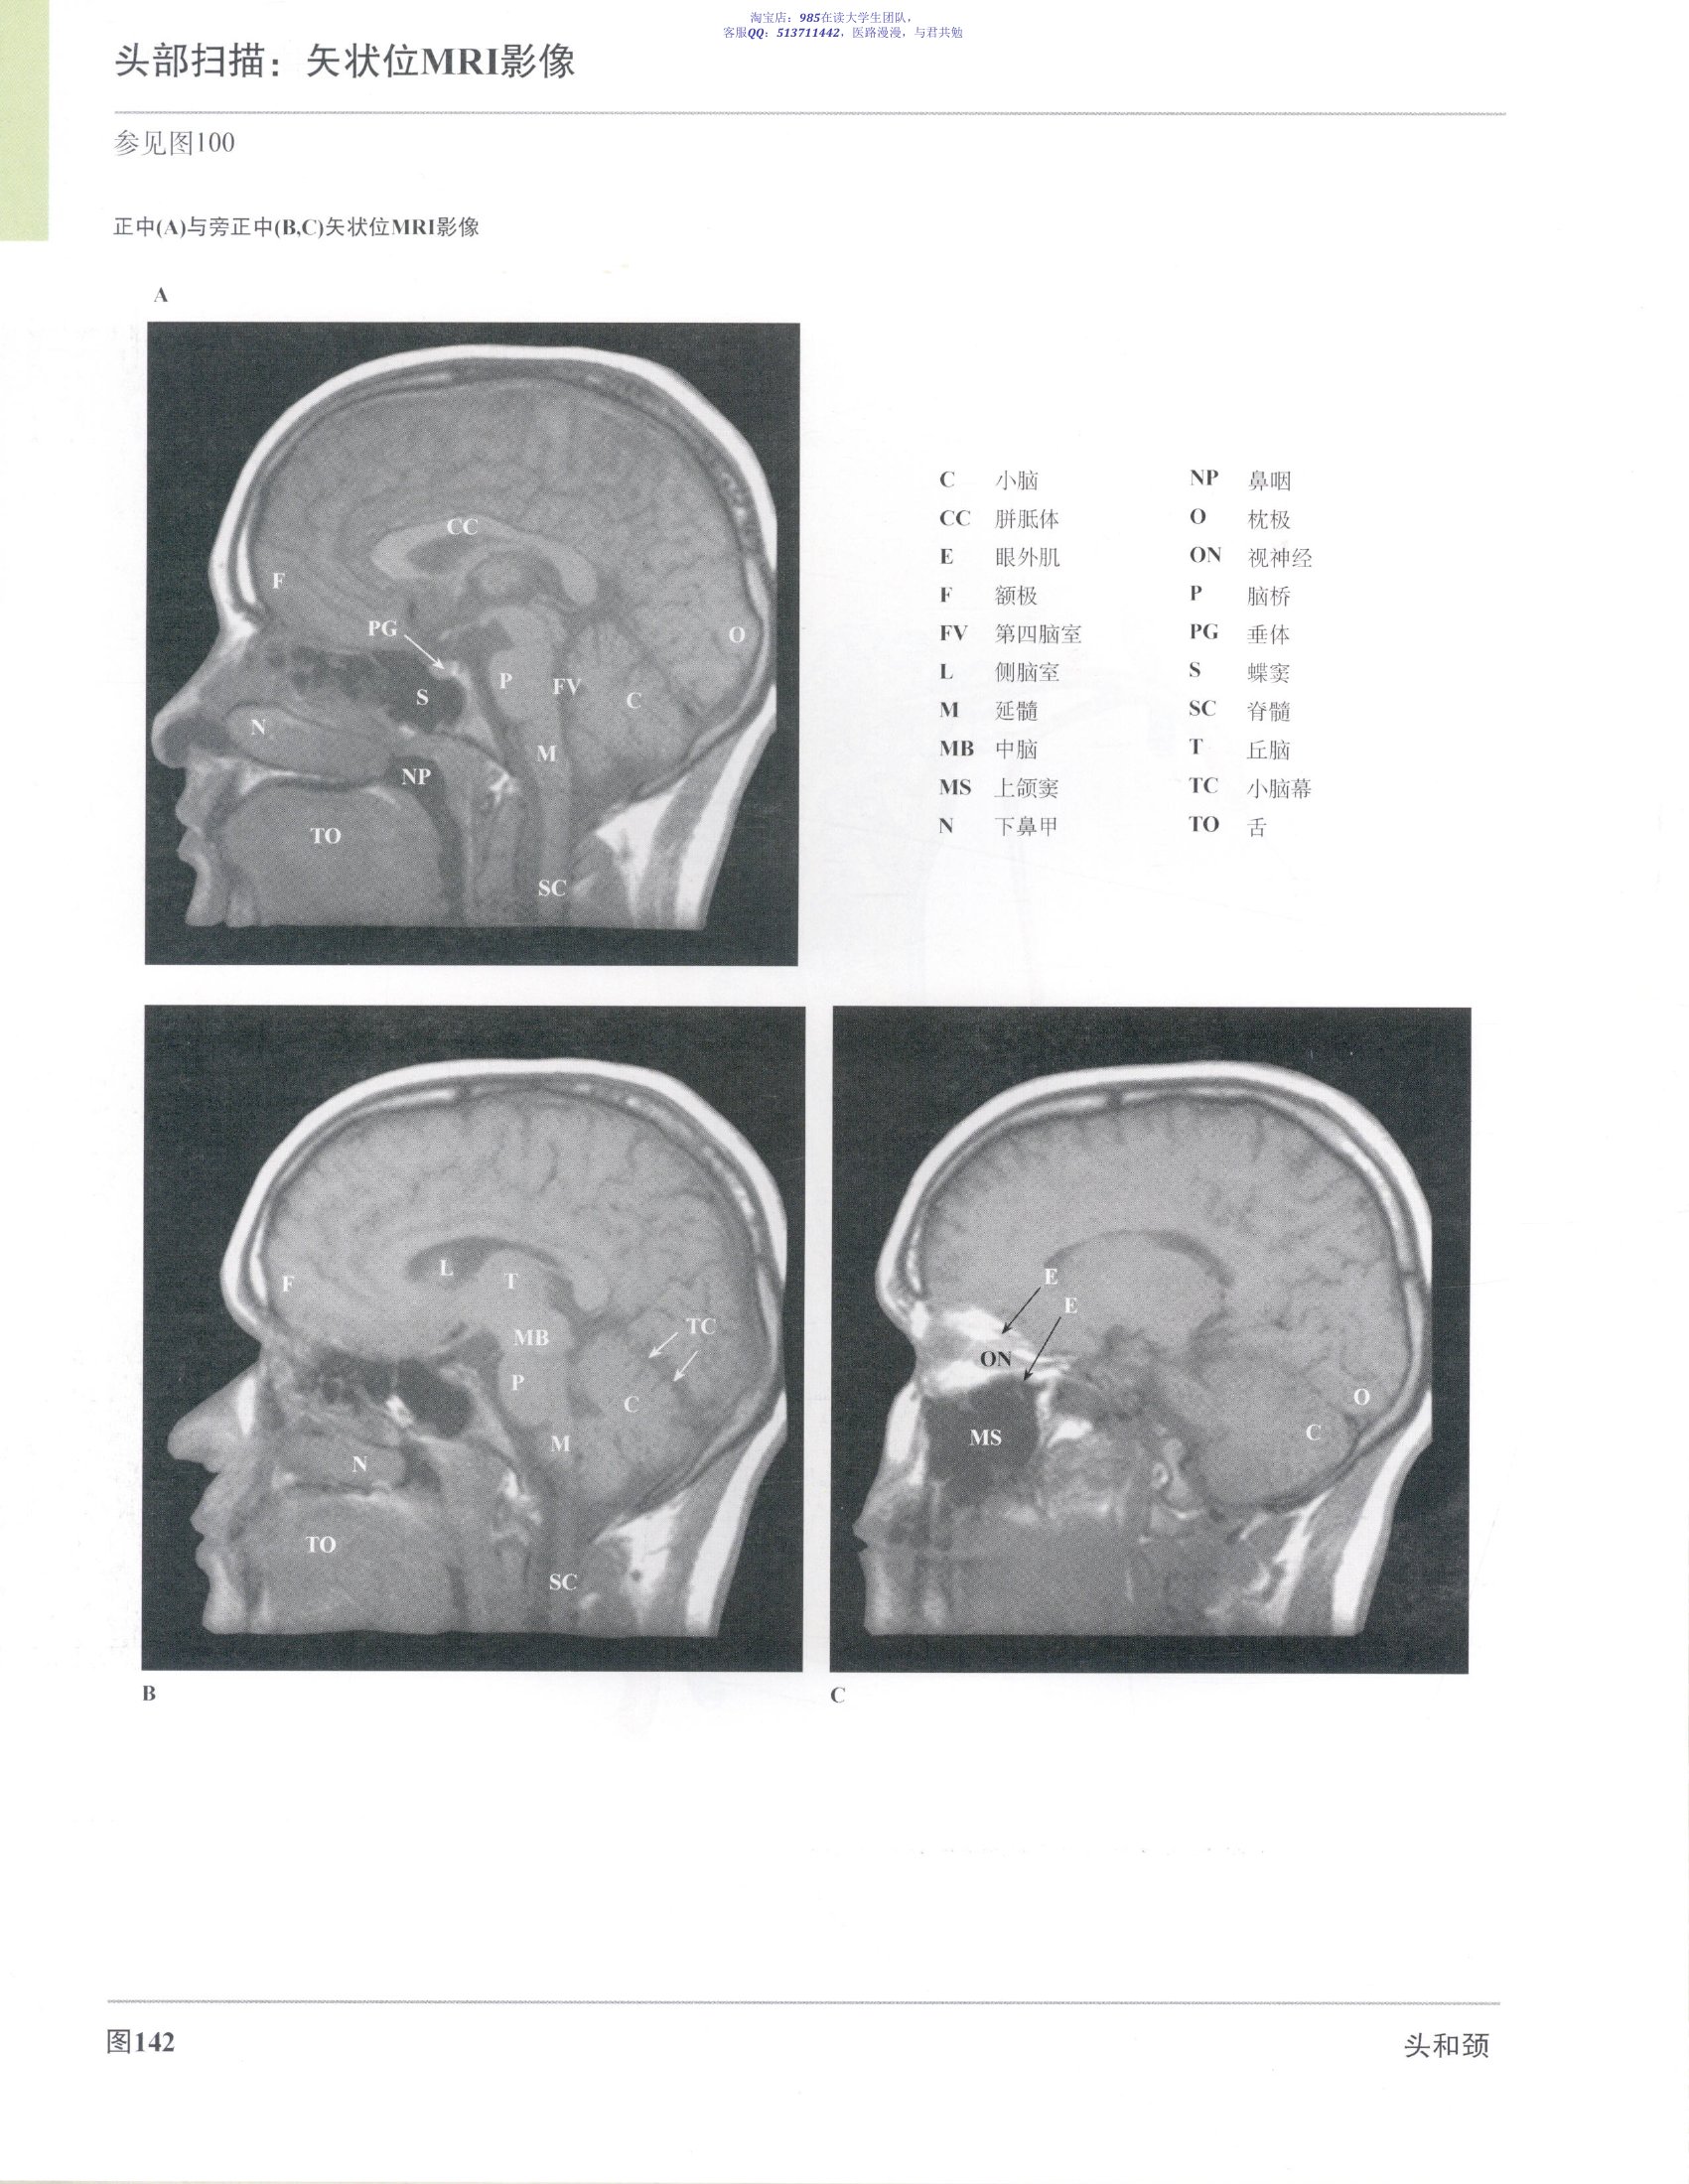 淘宝店：985在读大学生团队，
客服QQ：513711442，医路漫漫，与君共勉
头部扫描：矢状位MRI影像
参见图100
正中(A)与旁正中(B,C)矢状位MRI影像
A
CC
F
PG
O
P
FV
S
C
N
M
NP
TO
SC
C 小脑
CC 胼胝体
E 眼外肌
F 额极
FV 第四脑室
L 侧脑室
M 延髓
MB 中脑
MS 上颌窦
N 下鼻甲
NP 鼻咽
O 枕极
ON 视神经
P 脑桥
PG 垂体
S 蝶窦
SC 脊髓
T 丘脑
TC 小脑幕
TO 舌
L
T
F
MB
TC
P
C
M
N
TO
SC
B
E
E
ON
O
MS
C
C
图142
头和颈